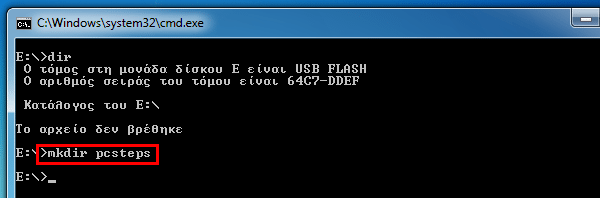 C:\Windows\system32\cmd.exe
E:\>dir
Ο τόμος στη μονάδα δίσκου E είναι USB FLASH
Ο αριθμός σειράς του τόμου είναι 64C7-DDEF
Κατάλογος του E:\
Το αρχείο δεν βρέθηκε
E:\>mkdir pcsteps
E:\>_